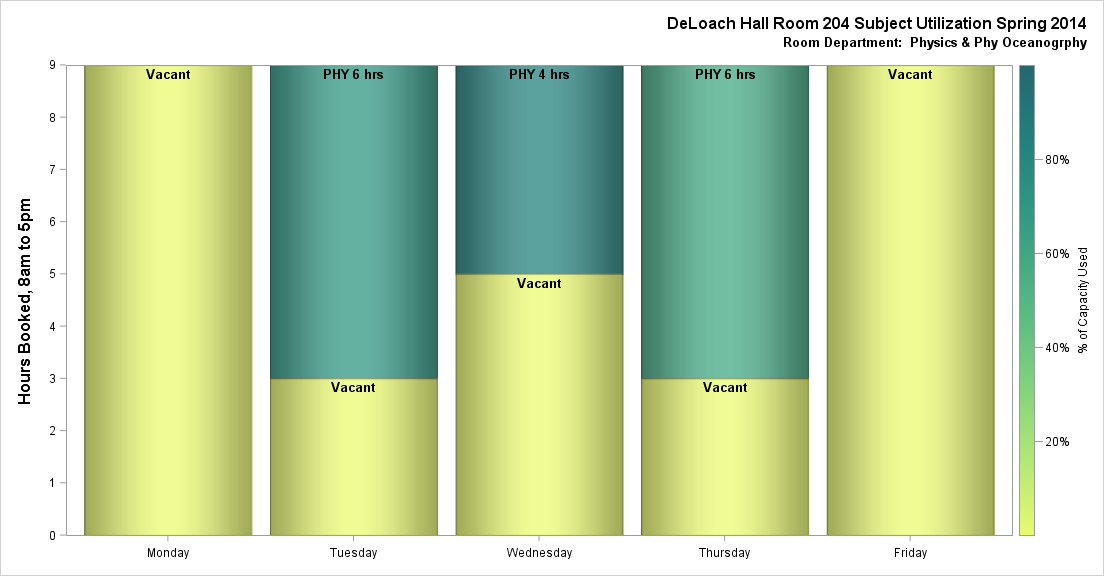 DeLoach Hall Room 204 Subject Utilization Spring 2014
Room Department:  Physics & Phy Oceanogrphy
Hours Booked, 8am to 5pm
9
8
7
6
5
4
3
2
1
0
Vacant
PHY 6 hrs
PHY 4 hrs
PHY 6 hrs
Vacant
Vacant
Vacant
Vacant
Monday
Tuesday
Wednesday
Thursday
Friday
80%
60%
40%
20%
% of Capacity Used